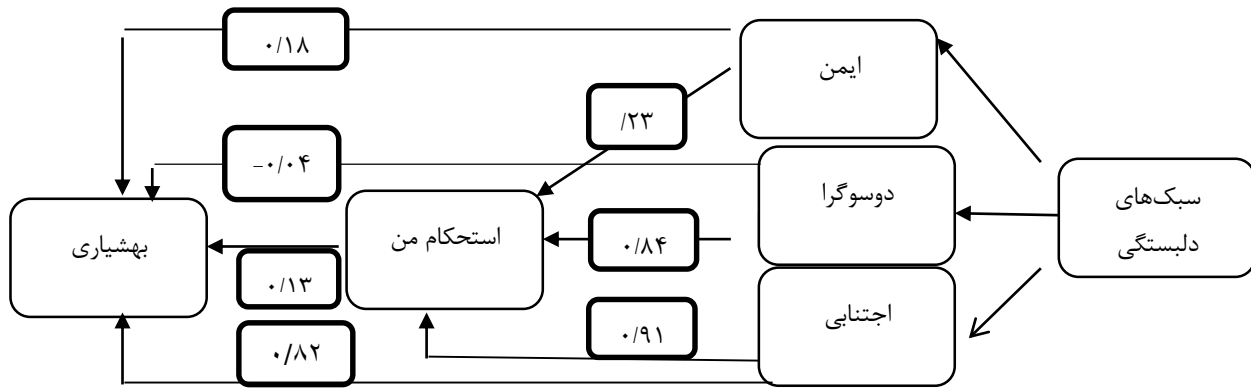 ایمن
۰/۱۸
/۲۳
دوسوگرا
-۰/۰۴
سبک‌های
دلبستگی
استحکام من
بهشیاری
۰/۸۴
۰/۱۳
اجتنابی
۰/۹۱
۰/۸۲